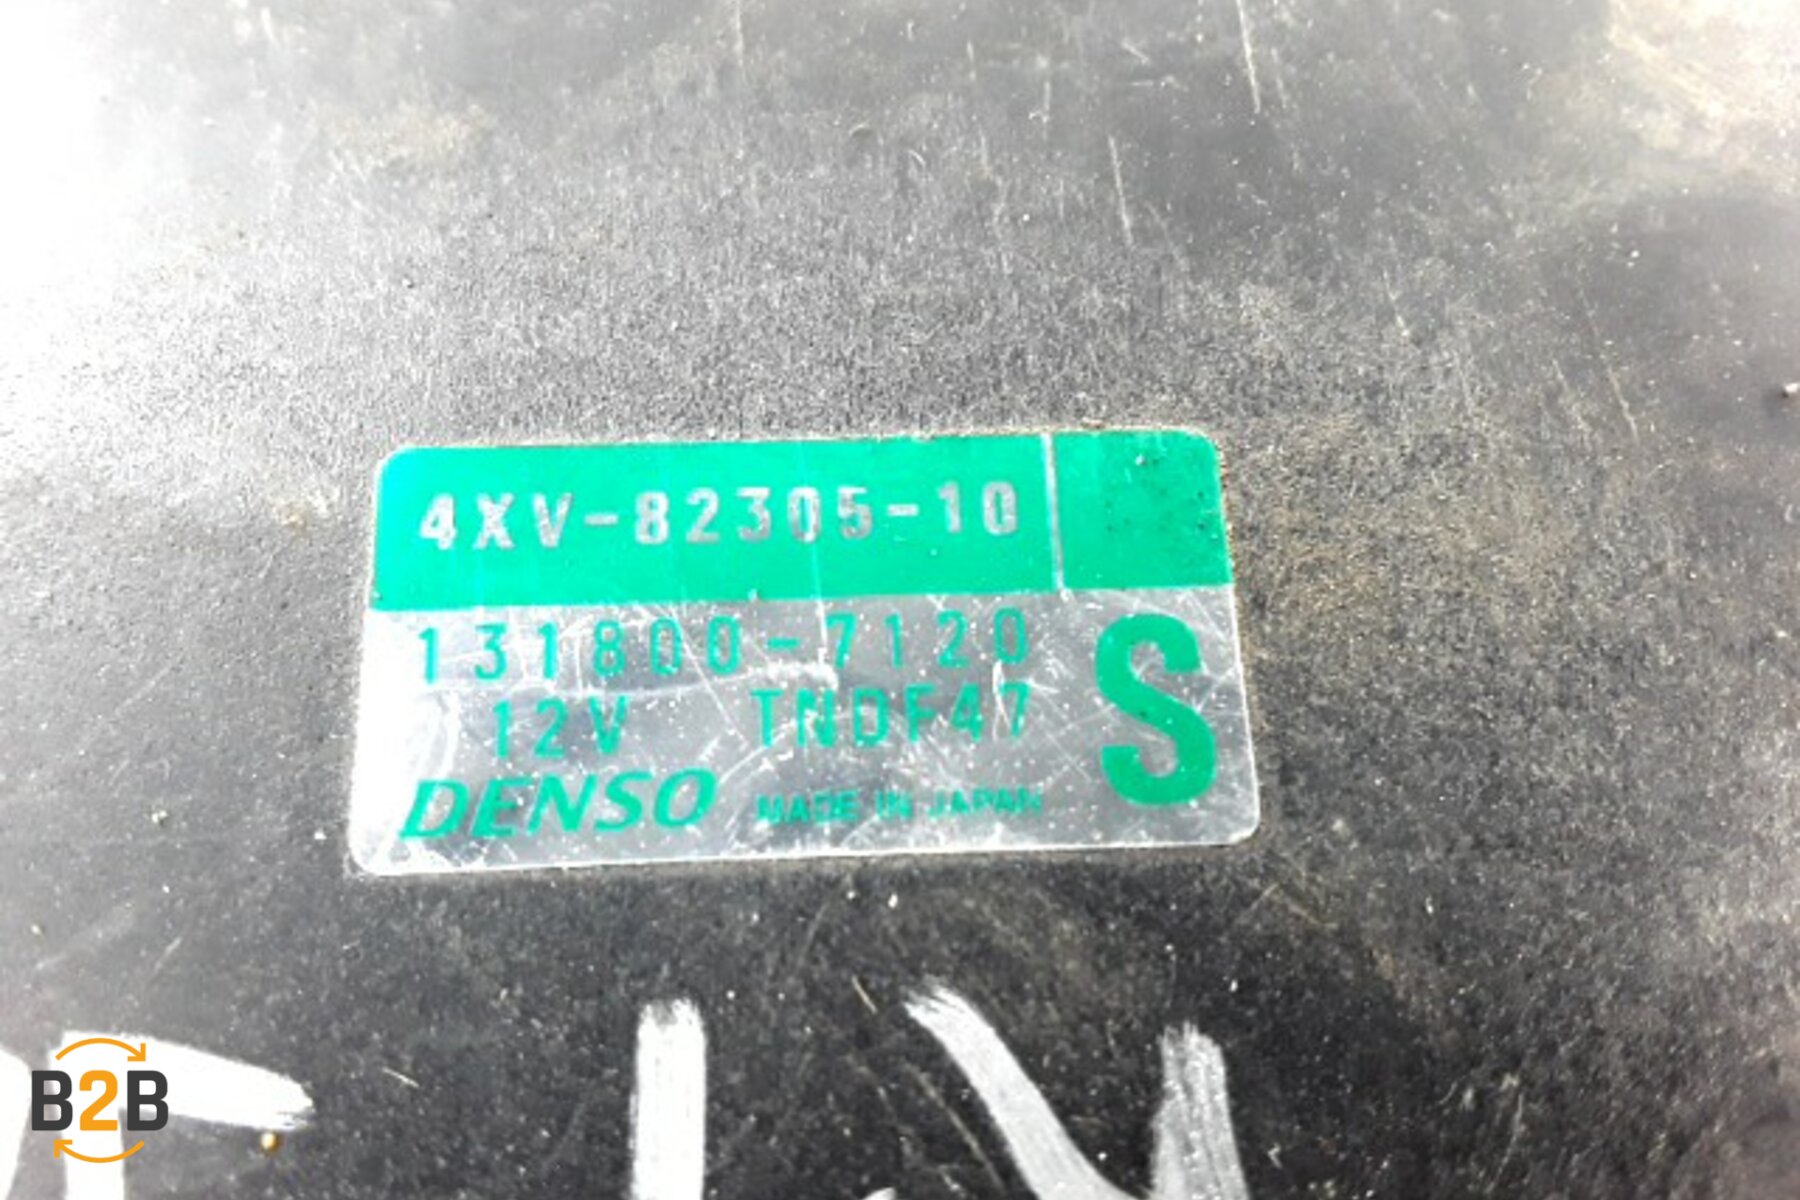 4XV-82305-10
131800-7120
12V TNDF47
S
DENSO MADE IN JAPAN
B2B